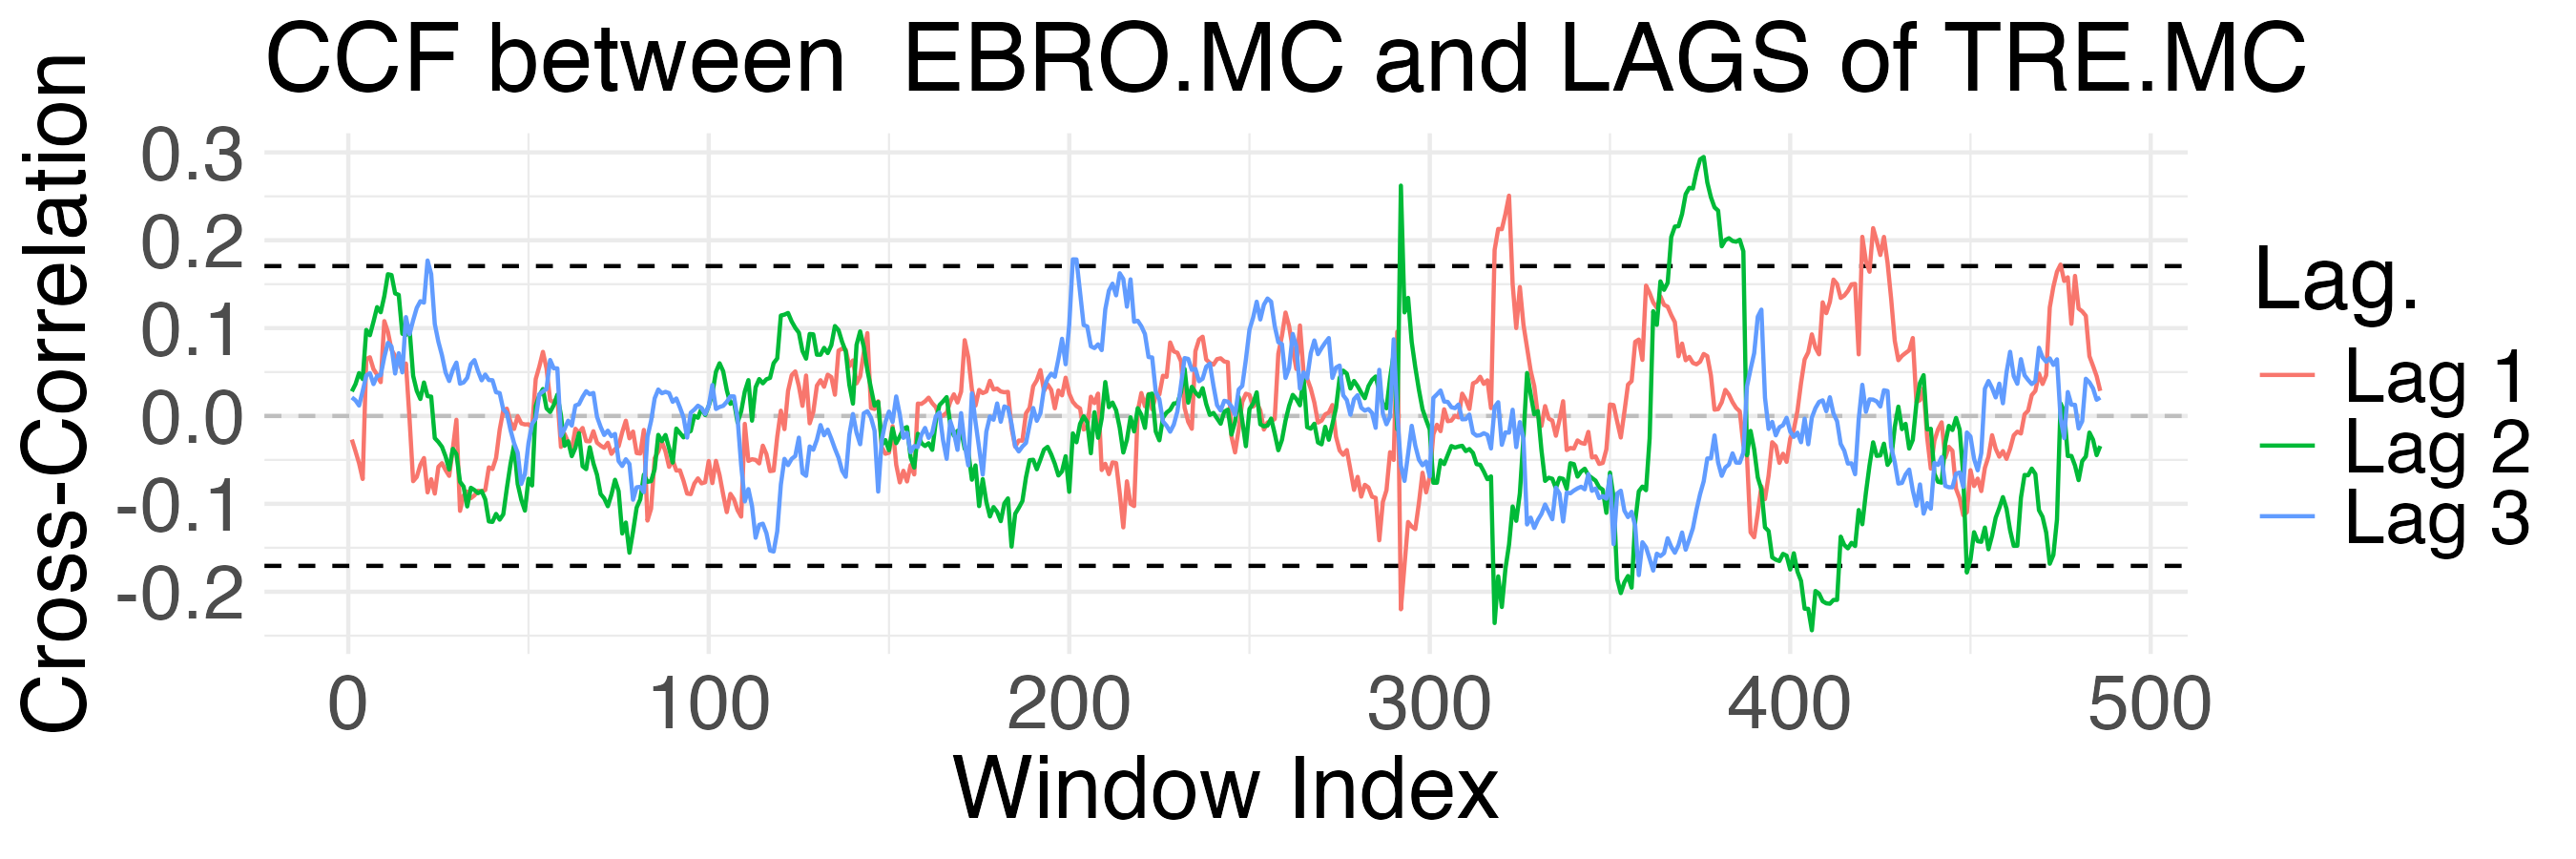 CCF between  EBRO.MC and LAGS of TRE.MC
Cross-Correlation
0.3
0.2
0.1
0.0
-0.1
-0.2
0 100 200 300 400 500
Window Index
Lag.
Lag 1
Lag 2
Lag 3